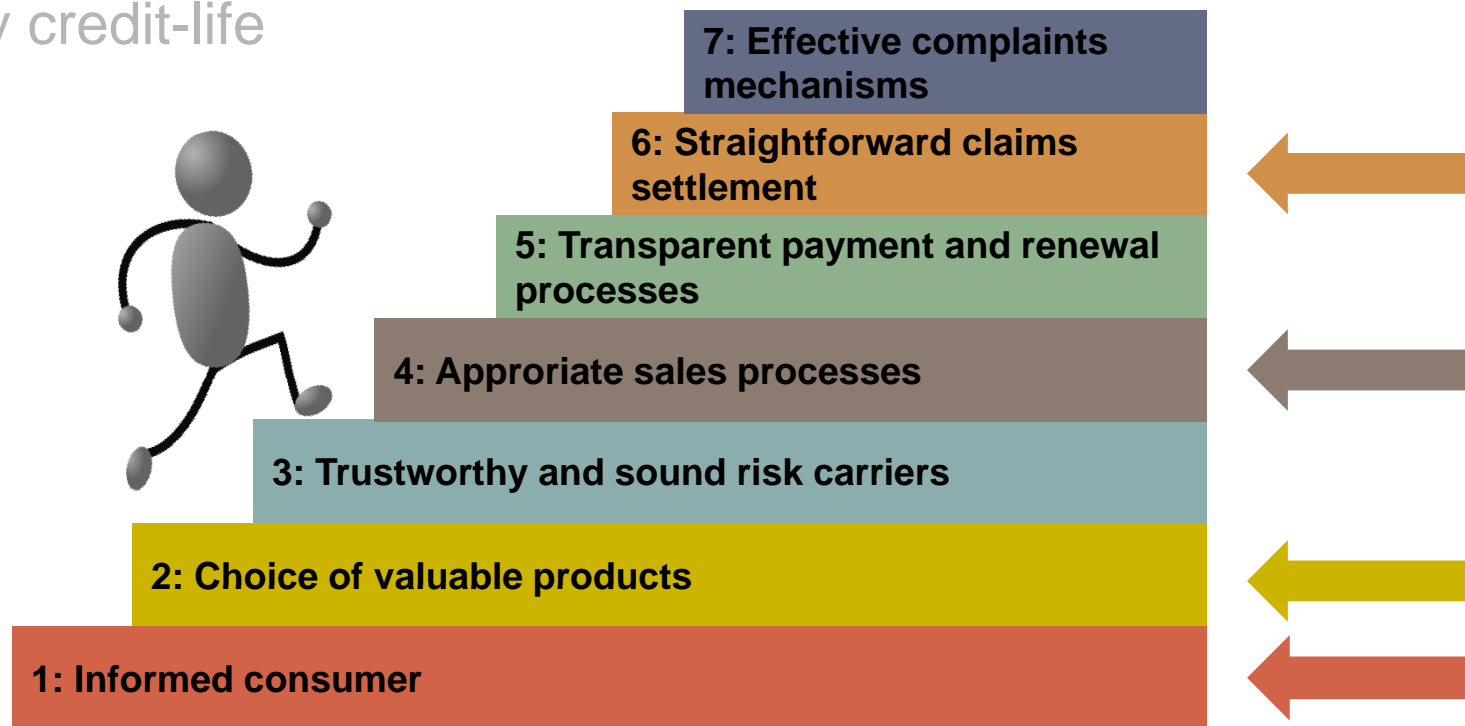 y credit-life
7: Effective complaints
mechanisms
6: Straightforward claims
settlement
5: Transparent payment and renewal
processes
4: Approriate sales processes
3: Trustworthy and sound risk carriers
2: Choice of valuable products
1: Informed consumer